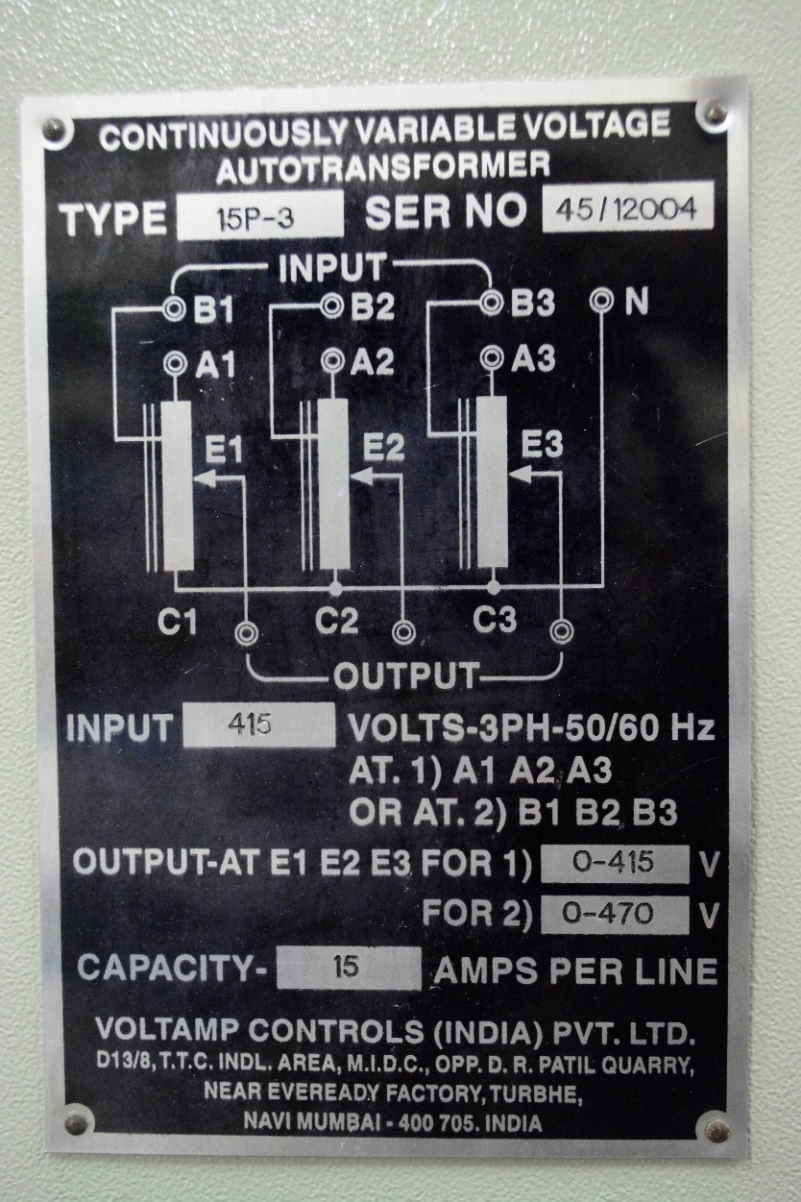 CONTINUOUSLY VARIABLE VOLTAGE
AUTOTRANSFORMER
TYPE 15P-3 SER NO 45/12004
INPUT
B1 B2 B3 N
A1 A2 A3
E1 E2 E3
C1 C2 C3
OUTPUT
INPUT 415 VOLTS-3PH-50/60 Hz
AT. 1) A1 A2 A3
OR AT. 2) B1 B2 B3
OUTPUT-AT E1 E2 E3 FOR 1) 0-415 V
FOR 2) 0-470 V
CAPACITY- 15 AMPS PER LINE
VOLTAMP CONTROLS (INDIA) PVT. LTD.
D13/8, T.T.C. INDL. AREA, M.I.D.C., OPP. D. R. PATIL QUARRY,
NEAR EVEREADY FACTORY, TURBHE,
NAVI MUMBAI - 400 705. INDIA